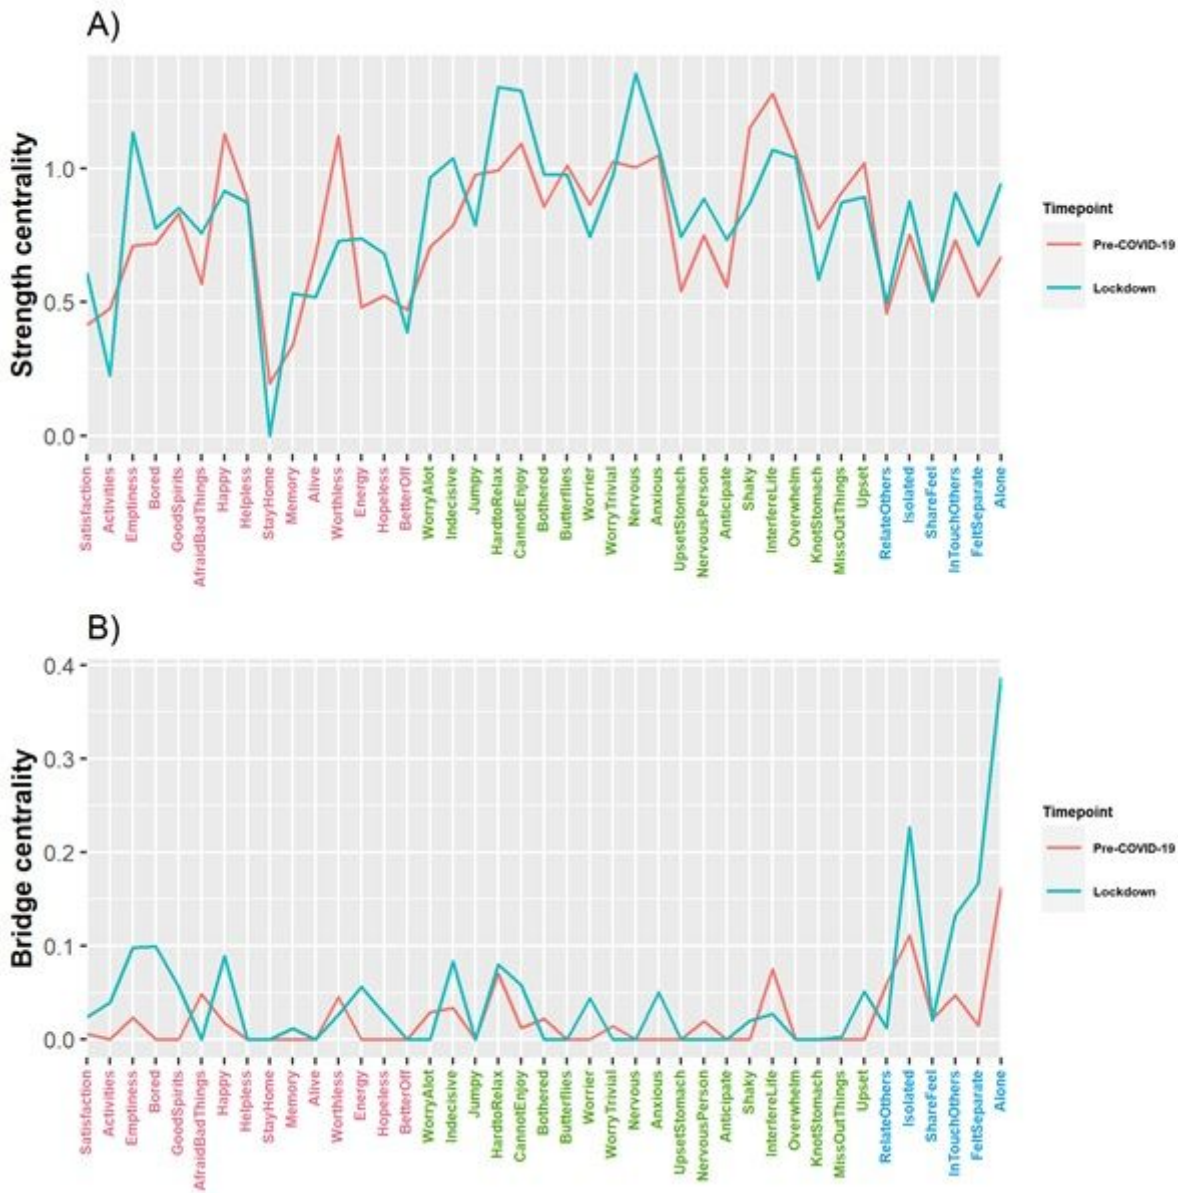 A)
Strength centrality
1.0
0.5
0.0
Satisfaction
Activities
Emptiness
Bored
GoodSpirits
AfraidBadThings
Happy
Helpless
StayHome
Memory
Alive
Worthless
Energy
Hopeless
BetterOff
WorryAlot
Indecisive
Jumpy
HardtoRelax
CannotEnjoy
Bothered
Butterflies
Worrier
WorryTrivial
Nervous
Anxious
UpsetStomach
NervousPerson
Anticipate
Shaky
InterfereLife
Overwhelm
KnotStomach
MissOutThings
Upset
RelateOthers
Isolated
ShareFeel
InTouchOthers
FeltSeparate
Alone
Timepoint
Pre-COVID-19
Lockdown
B)
Bridge centrality
0.4
0.3
0.2
0.1
0.0
Satisfaction
Activities
Emptiness
Bored
GoodSpirits
AfraidBadThings
Happy
Helpless
StayHome
Memory
Alive
Worthless
Energy
Hopeless
BetterOff
WorryAlot
Indecisive
Jumpy
HardtoRelax
CannotEnjoy
Bothered
Butterflies
Worrier
WorryTrivial
Nervous
Anxious
UpsetStomach
NervousPerson
Anticipate
Shaky
InterfereLife
Overwhelm
KnotStomach
MissOutThings
Upset
RelateOthers
Isolated
ShareFeel
InTouchOthers
FeltSeparate
Alone
Timepoint
Pre-COVID-19
Lockdown